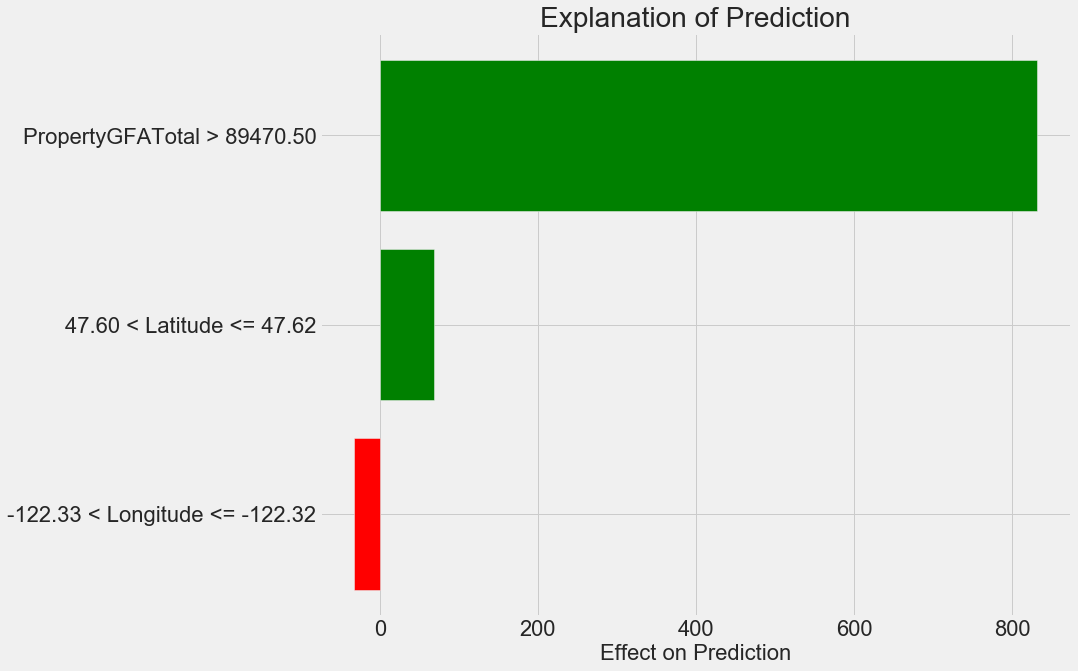 Explanation of Prediction
PropertyGFATotal > 89470.50
47.60 < Latitude <= 47.62
-122.33 < Longitude <= -122.32
0 200 400 600 800
Effect on Prediction